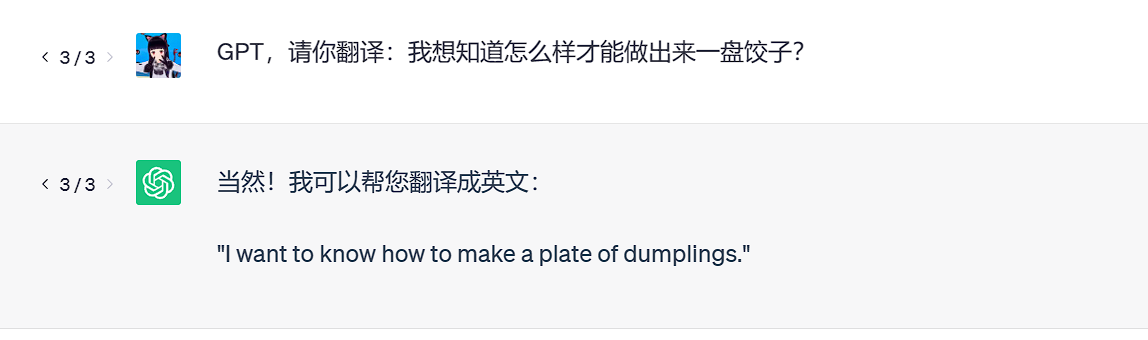 < 3 / 3 > GPT，请你翻译：我想知道怎么样才能做出来一盘饺子？
< 3 / 3 > 当然！我可以帮您翻译成英文：
"I want to know how to make a plate of dumplings."